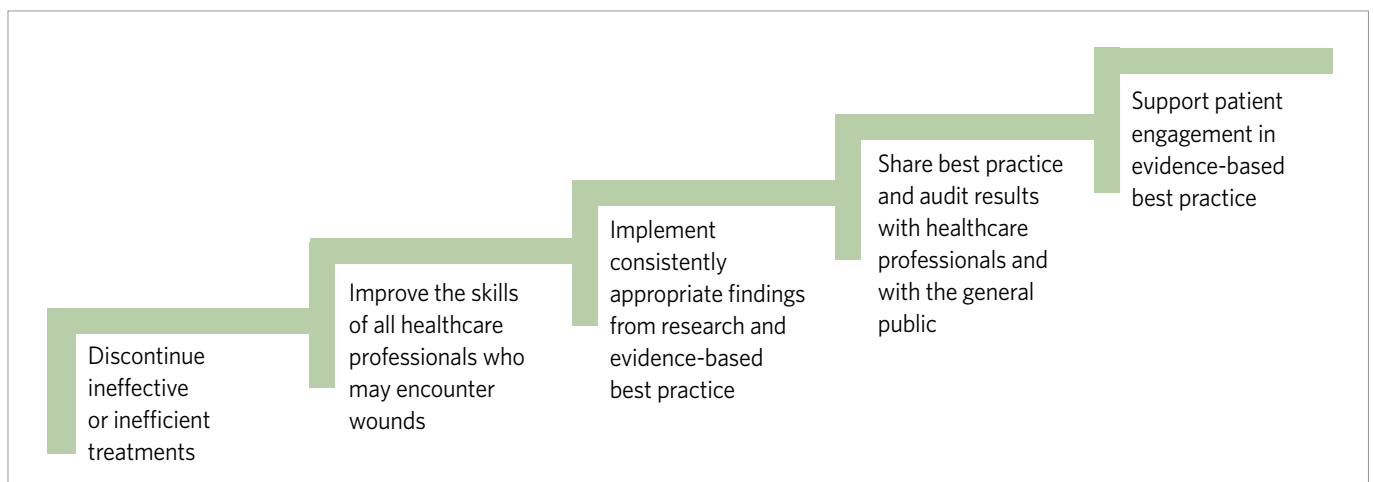 Discontinue
ineffective
or inefficient
treatments
Improve the skills
of all healthcare
professionals who
may encounter
wounds
Implement
consistently
appropriate findings
from research and
evidence-based
best practice
Share best practice
and audit results
with healthcare
professionals and
with the general
public
Support patient
engagement in
evidence-based
best practice